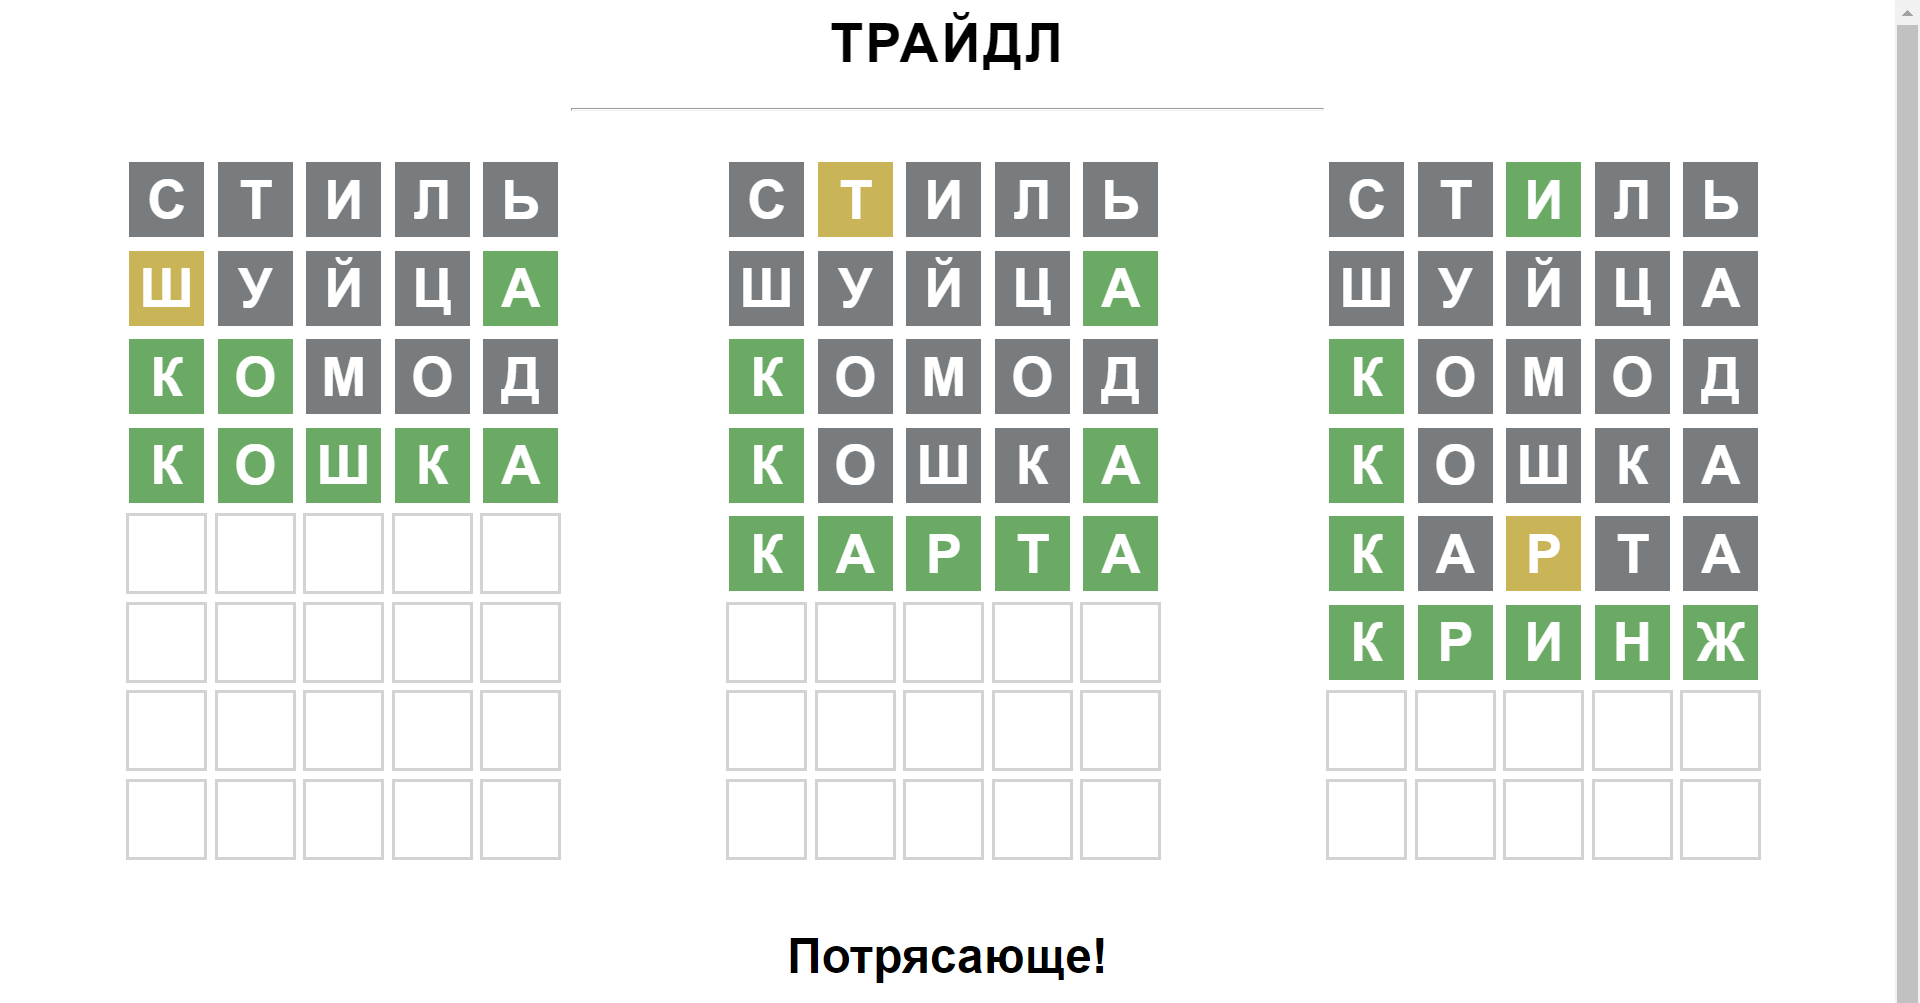 ТРАЙДЛ
СТИЛЬ СТИЛЬ СТИЛЬ
ШУЙЦА ШУЙЦА ШУЙЦА
КОМОД КОМОД КОМОД
КОШКА КОШКА КОШКА
КАРТА КАРТА
КРИНЖ
Потрясающе!